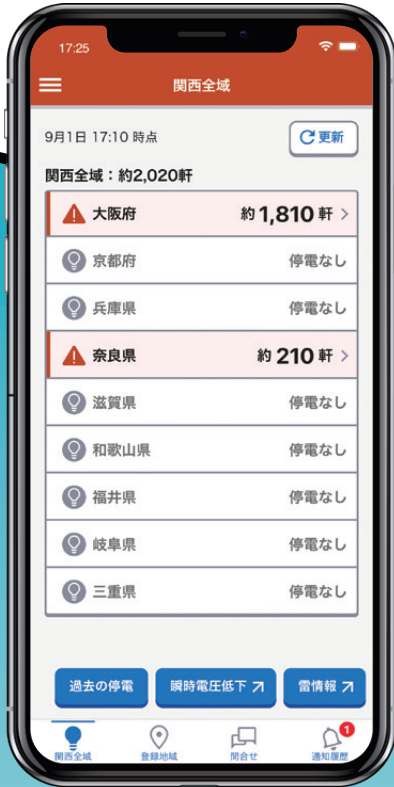 17:25
関西全域
9月1日 17:10 時点
更新
関西全域：約2,020軒
大阪府 約1,810軒
京都府 停電なし
兵庫県 停電なし
奈良県 約210軒
滋賀県 停電なし
和歌山県 停電なし
福井県 停電なし
岐阜県 停電なし
三重県 停電なし
過去の停電 瞬時電圧低下 雷情報
関西全域 登録地域 問合せ 通知履歴
1